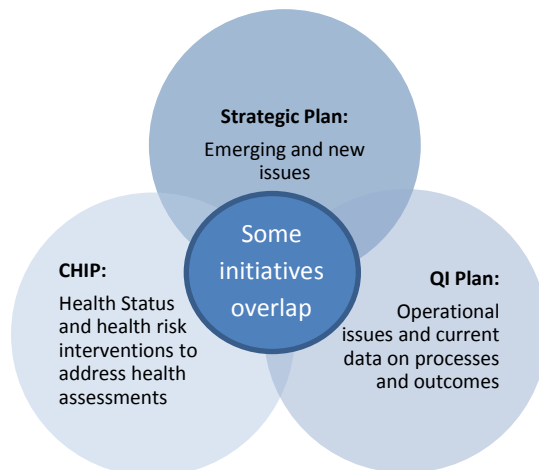 Strategic Plan:
Emerging and new
issues
Some
initiatives
overlap
CHIP:
Health Status
and health risk
interventions to
address health
assessments
QI Plan:
Operational
issues and current
data on processes
and outcomes